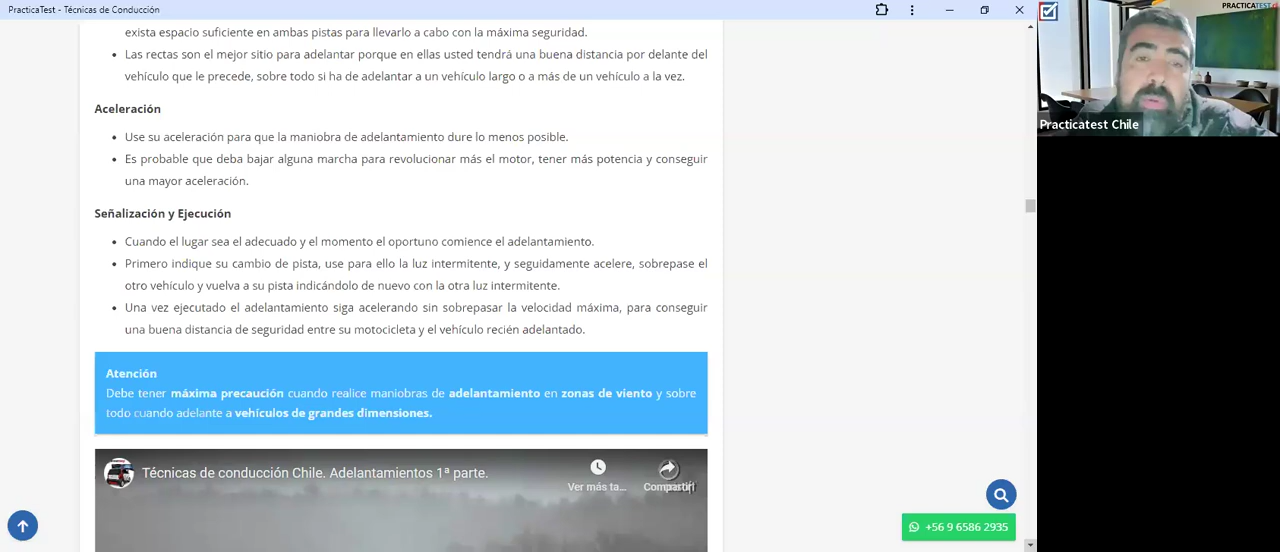 PracticaTest - Técnicas de Conducción
exista espacio suficiente en ambas pistas para llevarlo a cabo con la máxima seguridad.
Las rectas son el mejor sitio para adelantar porque en ellas usted tendrá una buena distancia por delante del
vehículo que le precede, sobre todo si ha de adelantar a un vehículo largo o a más de un vehículo a la vez.
Aceleración
Use su aceleración para que la maniobra de adelantamiento dure lo menos posible.
Es probable que deba bajar alguna marcha para revolucionar más el motor, tener más potencia y conseguir
una mayor aceleración.
Señalización y Ejecución
Cuando el lugar sea el adecuado y el momento el oportuno comience el adelantamiento.
Primero indique su cambio de pista, use para ello la luz intermitente, y seguidamente acelere, sobrepase el
otro vehículo y vuelva a su pista indicándolo de nuevo con la otra luz intermitente.
Una vez ejecutado el adelantamiento siga acelerando sin sobrepasar la velocidad máxima, para conseguir
una buena distancia de seguridad entre su motocicleta y el vehículo recién adelantado.
Atención
Debe tener máxima precaución cuando realice maniobras de adelantamiento en zonas de viento y sobre
todo cuando adelante a vehículos de grandes dimensiones.
Técnicas de conducción Chile. Adelantamientos 1ª parte.
Ver más ta...
Compartir
+56 9 6586 2935
PRACTICATEST
Practicatest Chile